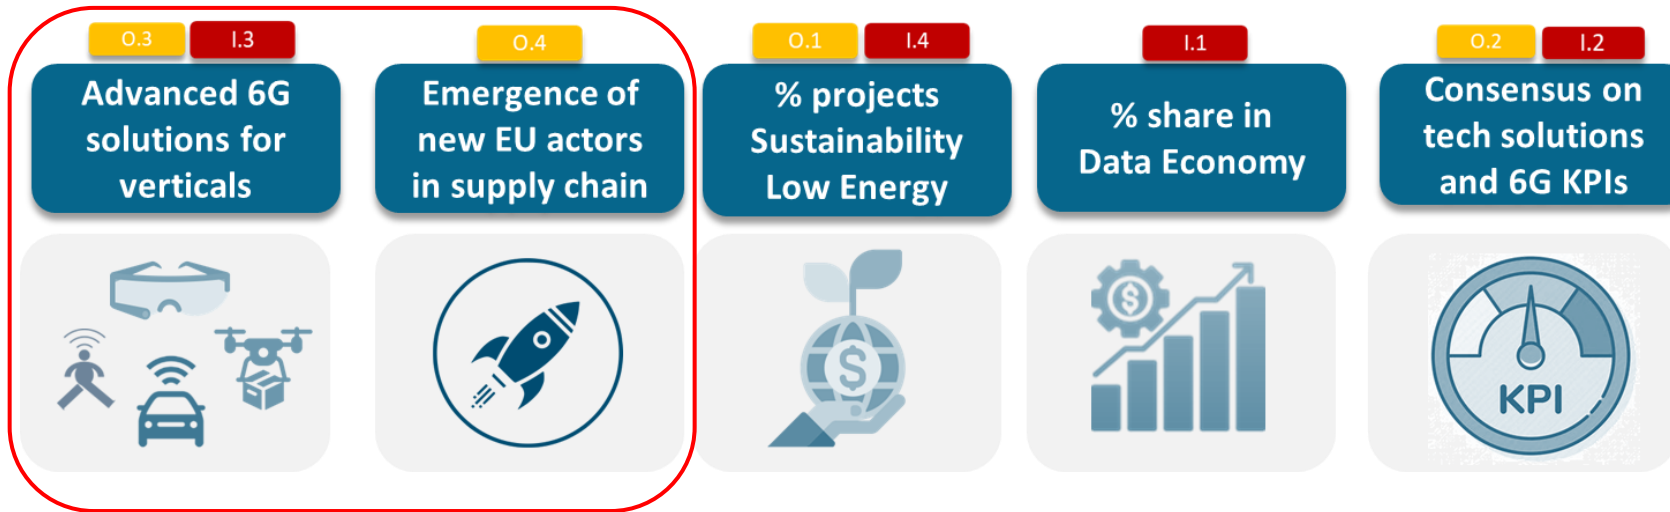 O.3 I.3
Advanced 6G
solutions for
verticals
O.4
Emergence of
new EU actors
in supply chain
O.1 I.4
% projects
Sustainability
Low Energy
I.1
% share in
Data Economy
O.2 I.2
Consensus on
tech solutions
and 6G KPIs
$
$
KPI